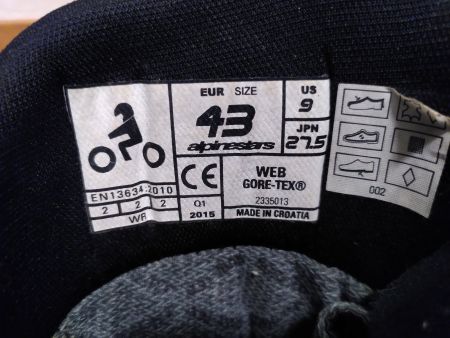 EUR SIZE
43
alpinestars
US
9
JPN
27.5
EN13634:2010
2 2 2
WR
CE
Q1
2015
WEB
GORE-TEX®
2335013
MADE IN CROATIA
002